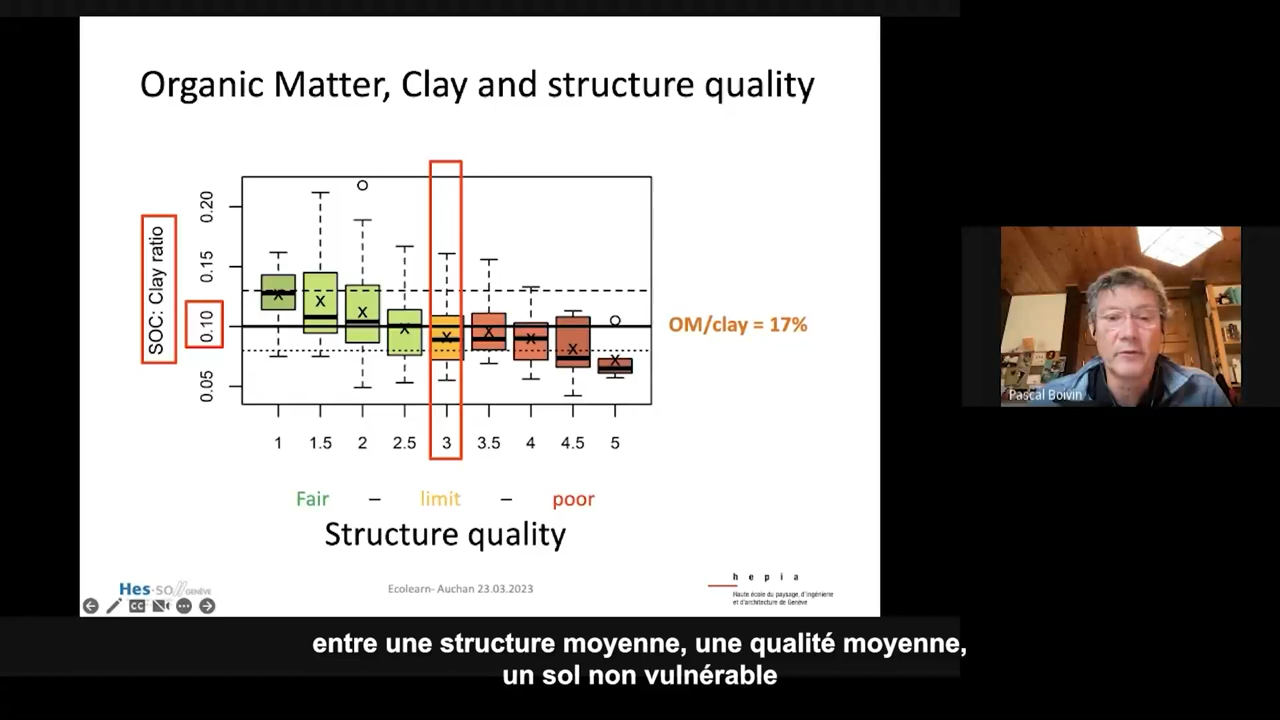 Organic Matter, Clay and structure quality
SOC: Clay ratio
0.20
0.15
0.10
0.05
OM/clay = 17%
1 1.5 2 2.5 3 3.5 4 4.5 5
Fair – limit – poor
Structure quality
Pascal Boivin
Hes·so GENÈVE
Ecolearn- Auchan 23.03.2023
h e p i a
Haute école du paysage, d'ingénierie
et d'architecture de Genève
CC
entre une structure moyenne, une qualité moyenne,
un sol non vulnérable